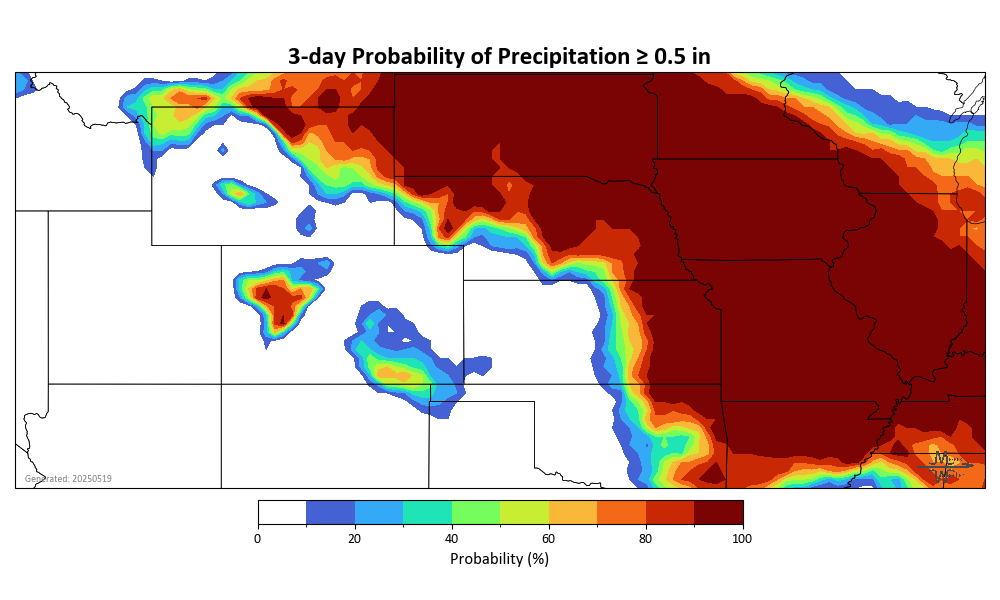 3-day Probability of Precipitation ≥ 0.5 in
Generated: 20250519
0 20 40 60 80 100
Probability (%)